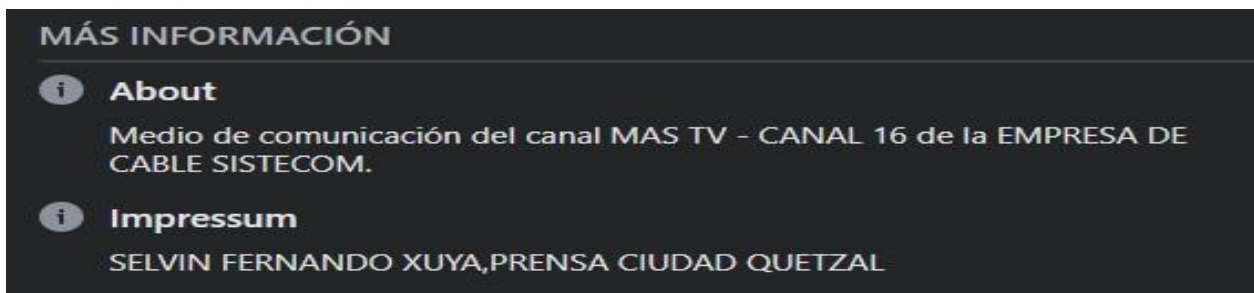 MÁS INFORMACIÓN
About
Medio de comunicación del canal MAS TV - CANAL 16 de la EMPRESA DE
CABLE SISTECOM.
Impressum
SELVIN FERNANDO XUYA,PRENSA CIUDAD QUETZAL